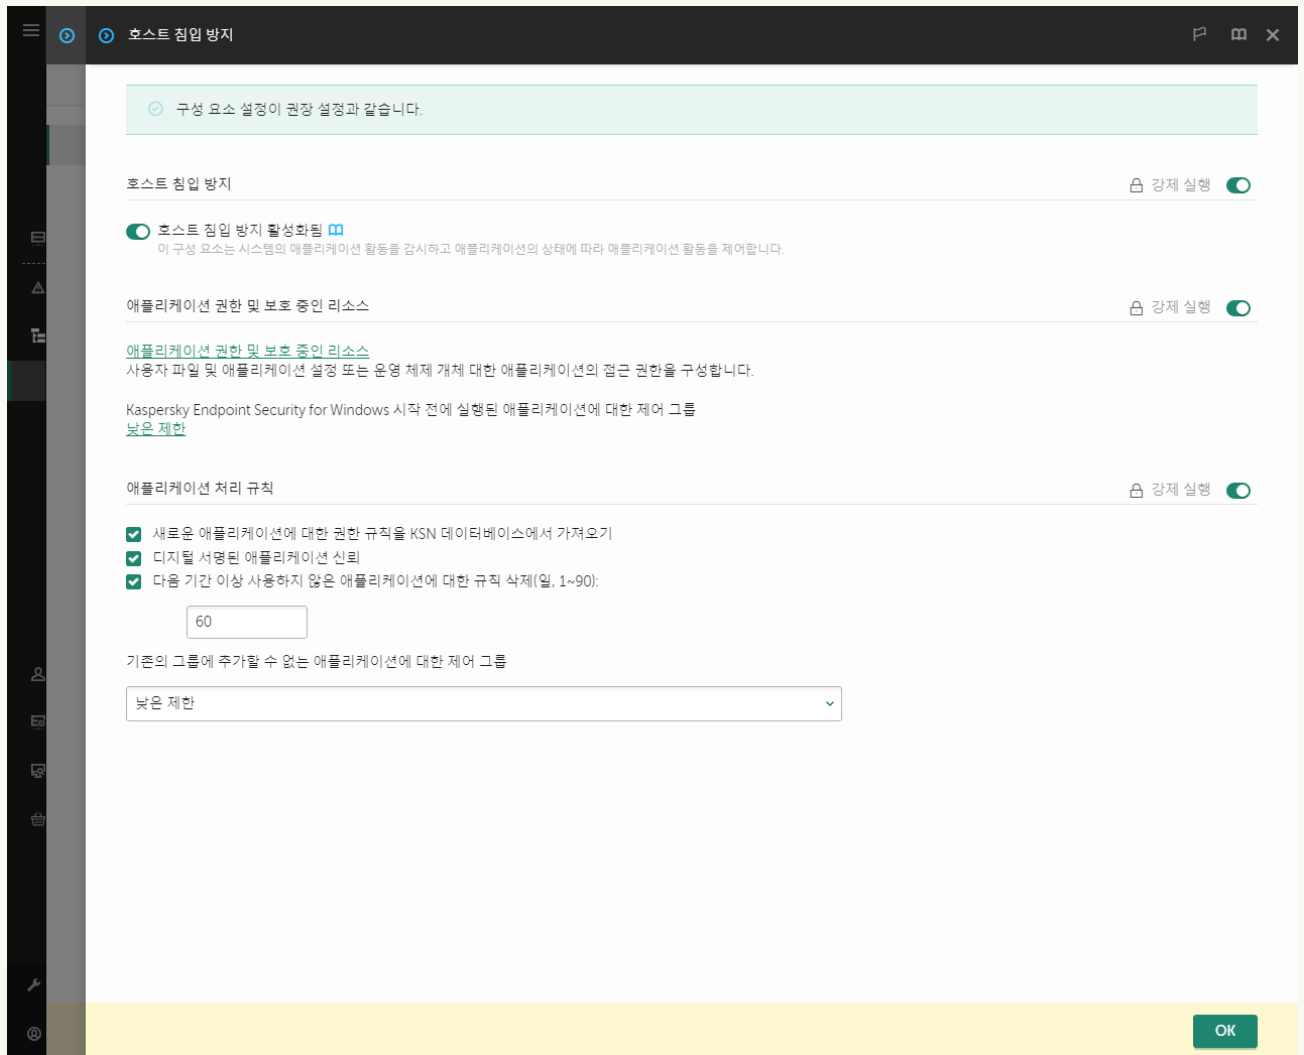 호스트 침입 방지
구성 요소 설정이 권장 설정과 같습니다.
호스트 침입 방지
강제 실행
호스트 침입 방지 활성화됨
이 구성 요소는 시스템의 애플리케이션 활동을 감시하고 애플리케이션의 상태에 따라 애플리케이션 활동을 제어합니다.
애플리케이션 권한 및 보호 중인 리소스
강제 실행
애플리케이션 권한 및 보호 중인 리소스
사용자 파일 및 애플리케이션 설정 또는 운영 체제 개체 대한 애플리케이션의 접근 권한을 구성합니다.
Kaspersky Endpoint Security for Windows 시작 전에 실행된 애플리케이션에 대한 제어 그룹
낮은 제한
애플리케이션 처리 규칙
강제 실행
새로운 애플리케이션에 대한 권한 규칙을 KSN 데이터베이스에서 가져오기
디지털 서명된 애플리케이션 신뢰
다음 기간 이상 사용하지 않은 애플리케이션에 대한 규칙 삭제(일, 1~90):
60
기존의 그룹에 추가할 수 없는 애플리케이션에 대한 제어 그룹
낮은 제한
OK